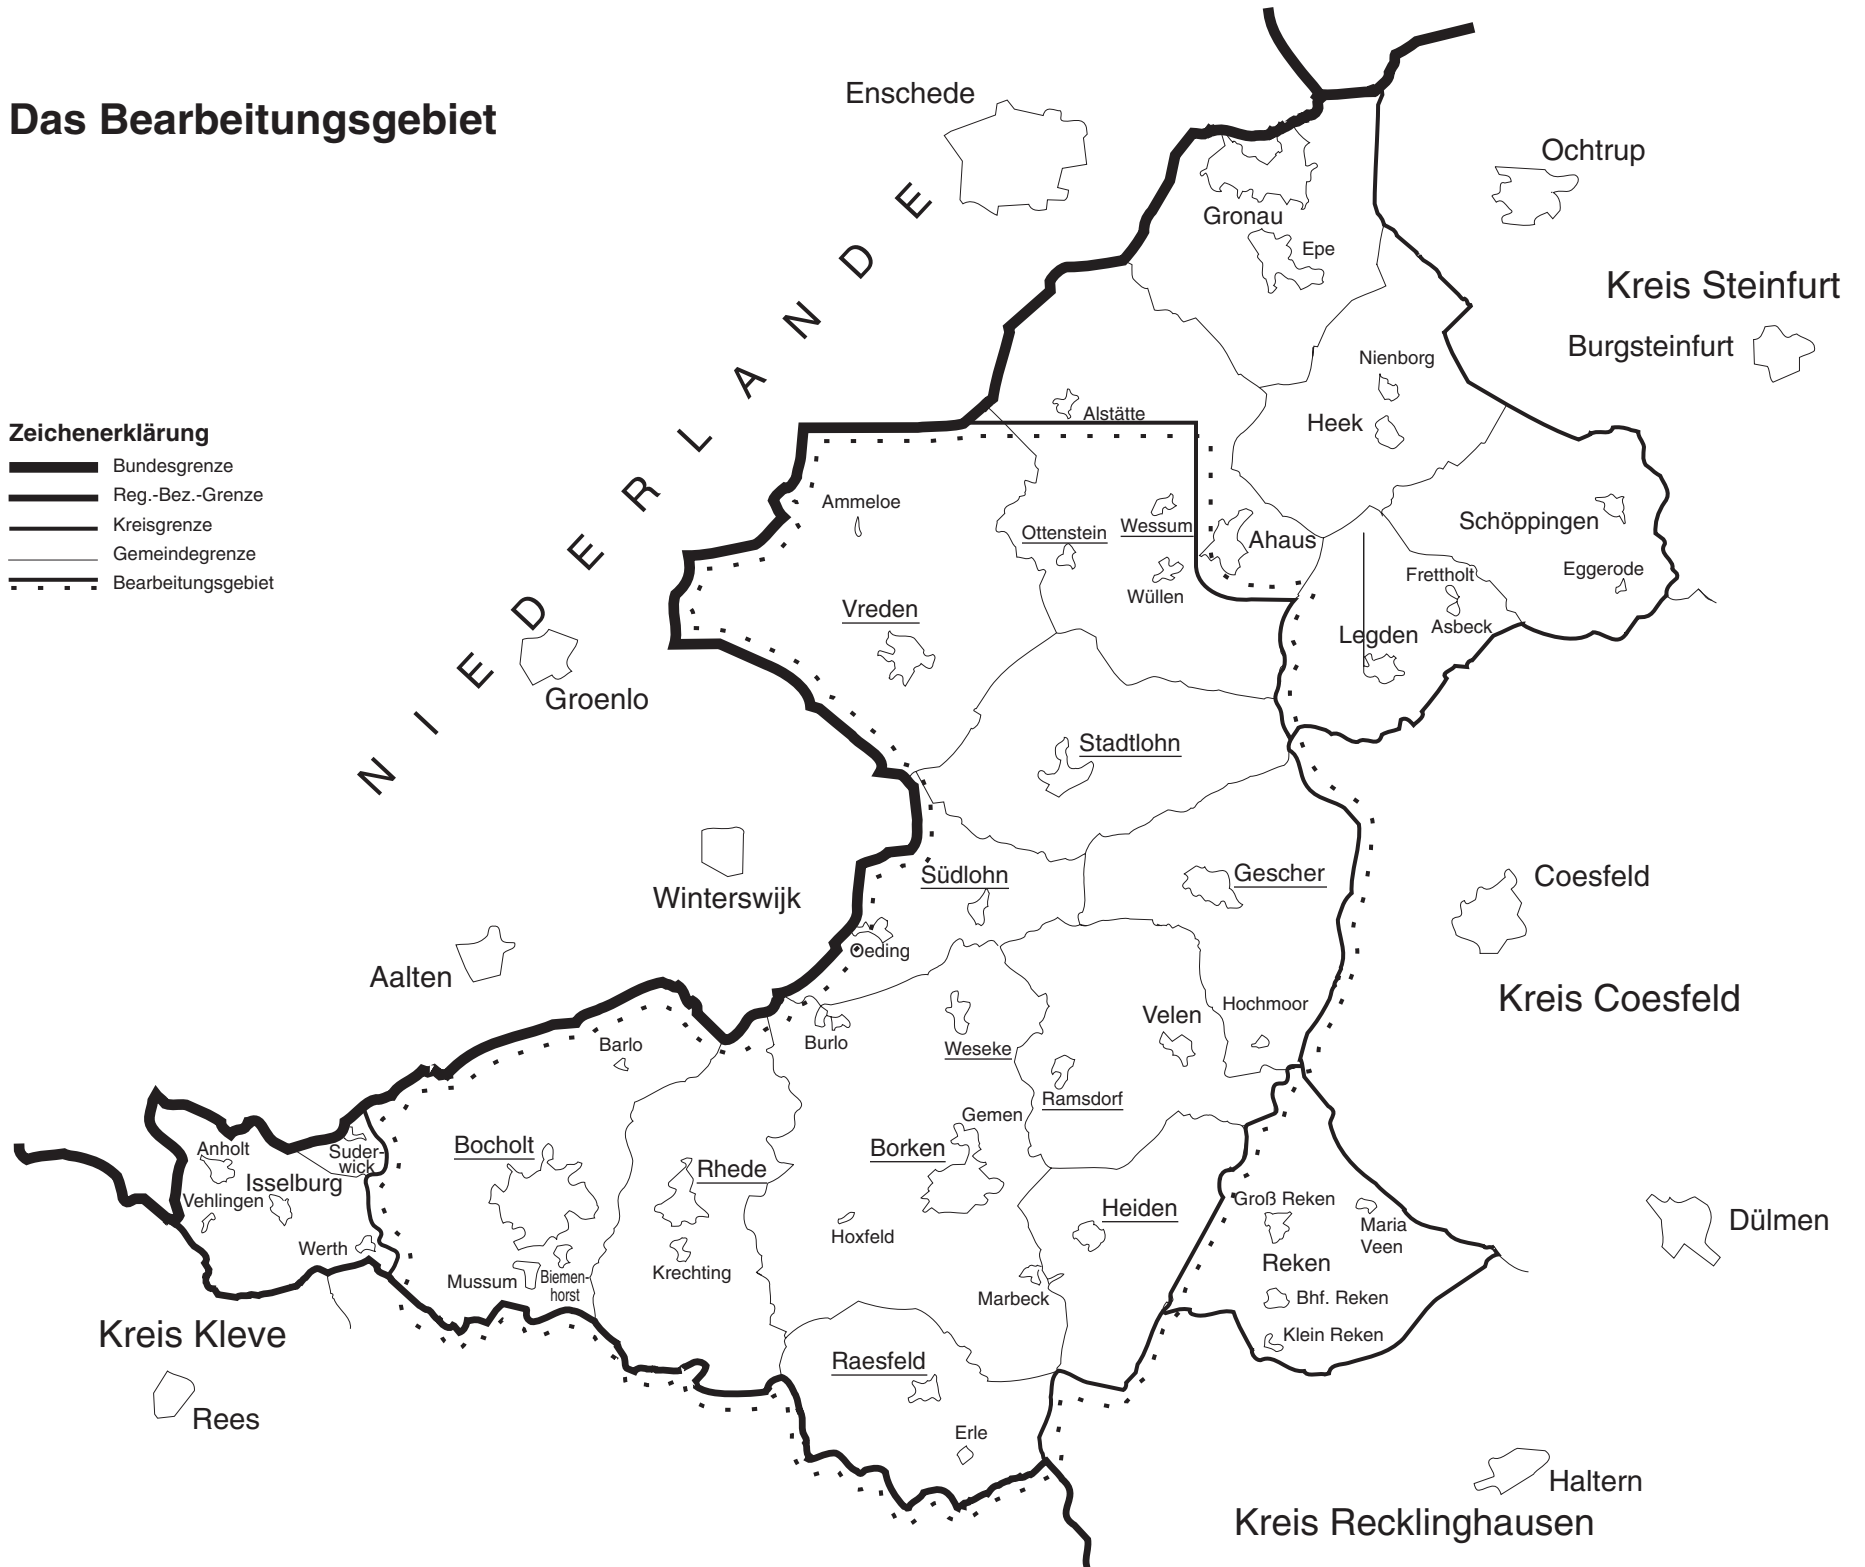 Das Bearbeitungsgebiet
Enschede
Ochtrup
NIEDERLANDE
Gronau
Epe
Kreis Steinfurt
Burgsteinfurt
Nienborg
Heek
Alstätte
Zeichenerklärung
Bundesgrenze
Reg.-Bez.-Grenze
Kreisgrenze
Gemeindegrenze
Bearbeitungsgebiet
Ammeloe
Ottenstein
Wessum
Ahaus
Schöppingen
Eggerode
Frettholt
Wüllen
Vreden
Asbeck
Legden
Groenlo
Stadtlohn
Südlohn
Gescher
Coesfeld
Winterswijk
Oeding
Aalten
Kreis Coesfeld
Hochmoor
Velen
Burlo
Weseke
Barlo
Ramsdorf
Gemen
Anholt
Suder-
wick
Bocholt
Borken
Rhede
Isselburg
Vehlingen
Heiden
Groß Reken
Maria
Veen
Dülmen
Werth
Hoxfeld
Reken
Mussum
Biemen-
horst
Krechting
Marbeck
Bhf. Reken
Klein Reken
Kreis Kleve
Raesfeld
Rees
Erle
Haltern
Kreis Recklinghausen